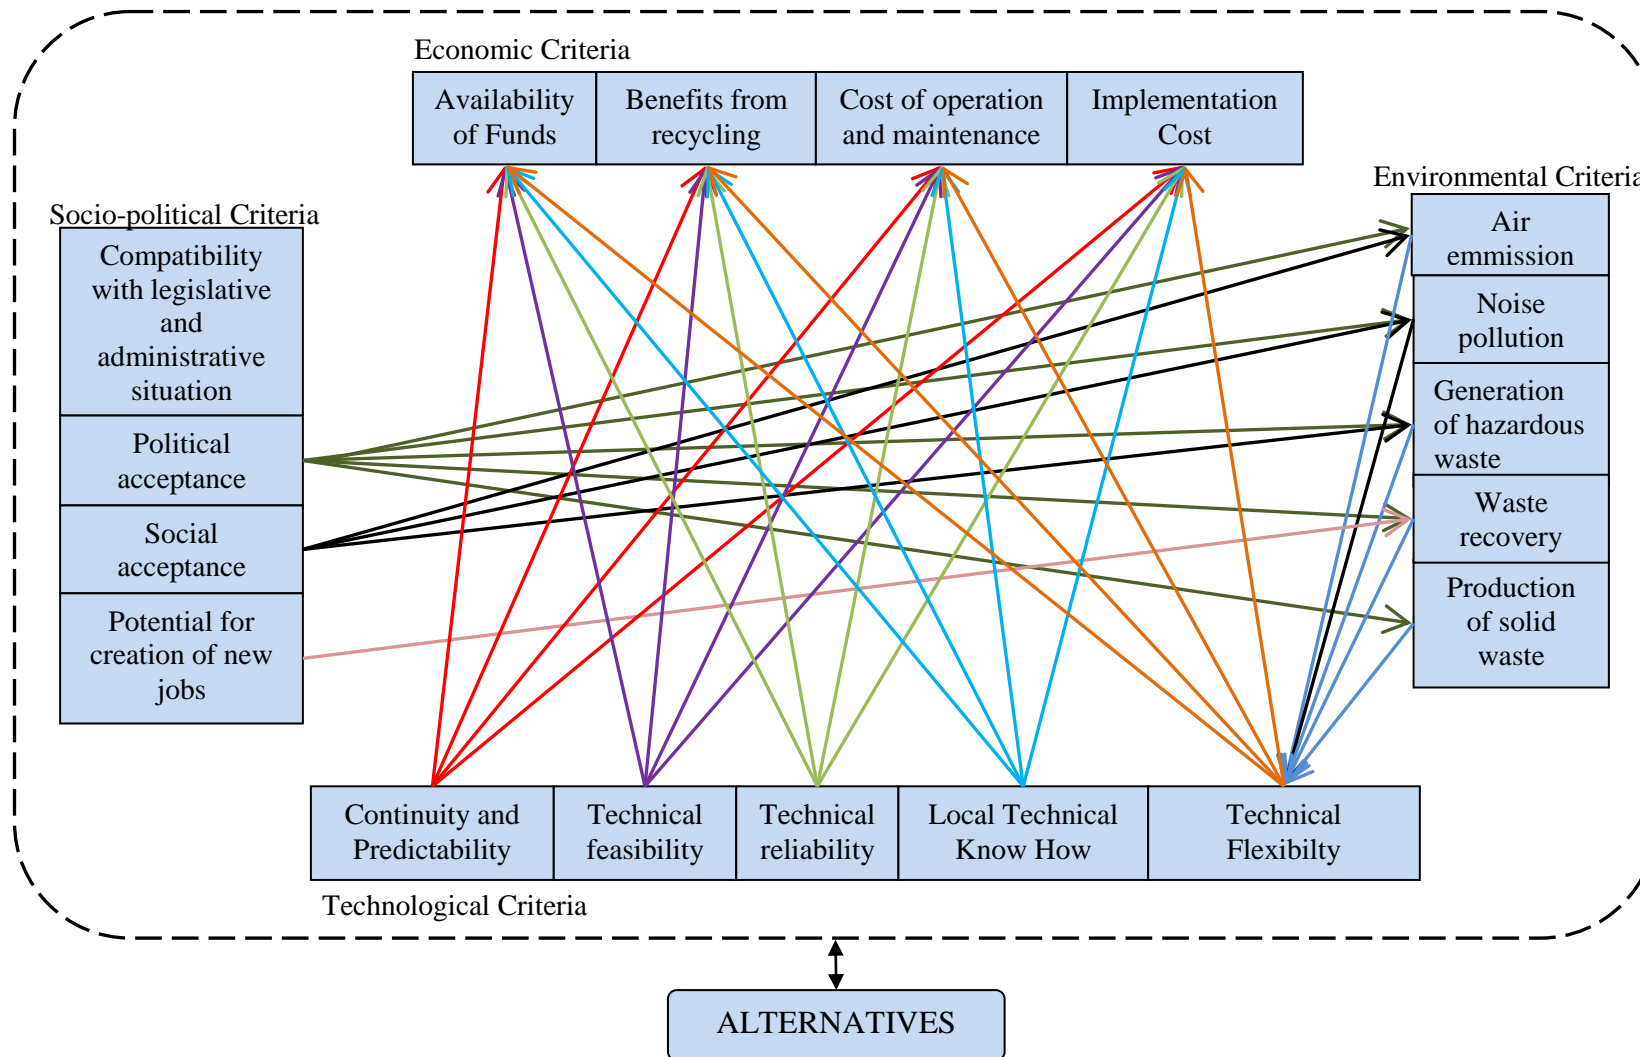 Economic Criteria
Availability
of Funds
Benefits from
recycling
Cost of operation
and maintenance
Implementation
Cost
Environmental Criteria
Air
emmission
Noise
pollution
Generation
of hazardous
waste
Waste
recovery
Production
of solid
waste
Socio-political Criteria
Compatibility
with legislative
and
administrative
situation
Political
acceptance
Social
acceptance
Potential for
creation of new
jobs
Continuity and
Predictability
Technical
feasibility
Technical
reliability
Local Technical
Know How
Technical
Flexibilty
Technological Criteria
ALTERNATIVES